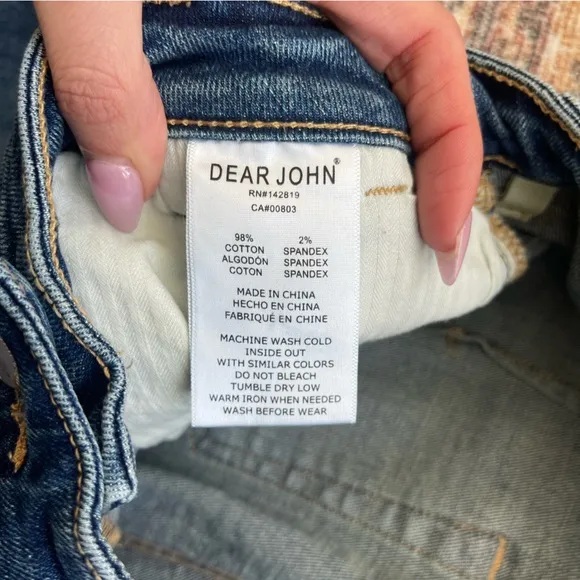 DEAR JOHN®
RN#142819
CA#00803
98% 2%
COTTON SPANDEX
ALGODÓN SPANDEX
COTON SPANDEX
MADE IN CHINA
HECHO EN CHINA
FABRIQUÉ EN CHINE
MACHINE WASH COLD
INSIDE OUT
WITH SIMILAR COLORS
DO NOT BLEACH
TUMBLE DRY LOW
WARM IRON WHEN NEEDED
WASH BEFORE WEAR